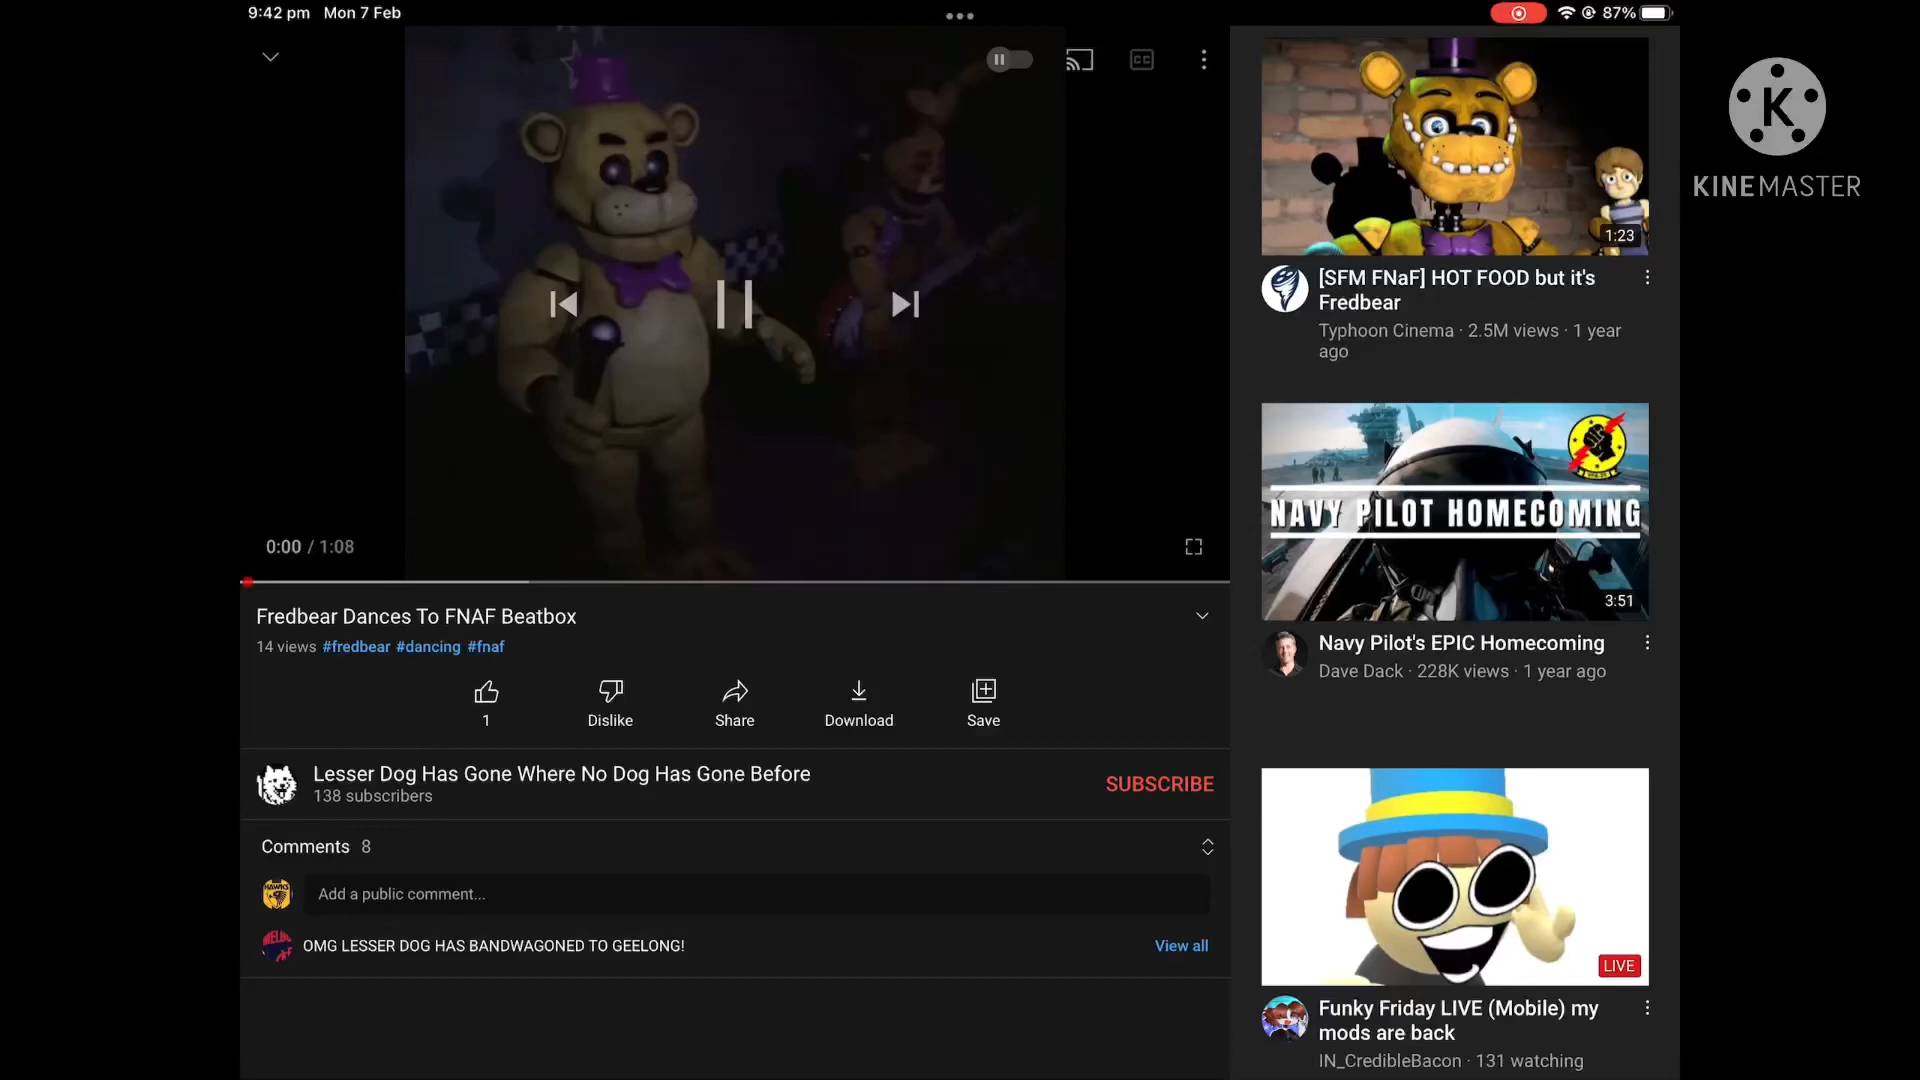 9:42 pm Mon 7 Feb
87%
CC
0:00 / 1:08
Fredbear Dances To FNAF Beatbox
14 views #fredbear #dancing #fnaf
1
Dislike
Share
Download
Save
Lesser Dog Has Gone Where No Dog Has Gone Before
138 subscribers
SUBSCRIBE
Comments 8
HAWKS
Add a public comment...
OMG LESSER DOG HAS BANDWAGONED TO GEELONG!
View all
1:23
[SFM FNaF] HOT FOOD but it's
Fredbear
Typhoon Cinema · 2.5M views · 1 year
ago
NAVY PILOT HOMECOMING
3:51
Navy Pilot's EPIC Homecoming
Dave Dack · 228K views · 1 year ago
LIVE
Funky Friday LIVE (Mobile) my
mods are back
IN_CredibleBacon · 131 watching
K
KINEMASTER